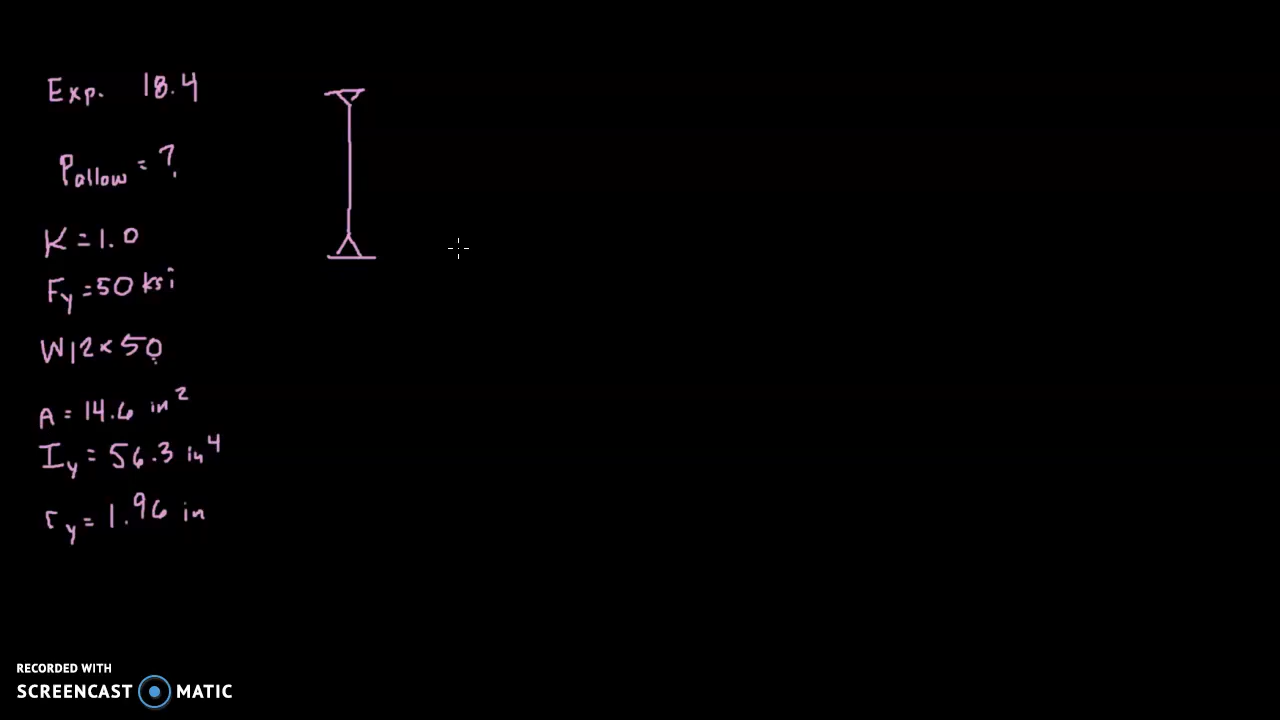 Exp. 18.4
Pallow = ?
K = 1.0
Fy = 50 ksi
W12 x 50
A = 14.6 in²
Iy = 56.3 in⁴
ry = 1.96 in
RECORDED WITH
SCREENCAST MATIC